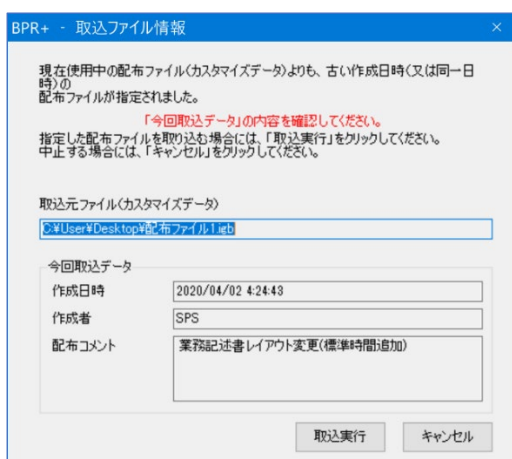 BPR+ - 取込ファイル情報
現在使用中の配布ファイル(カスタマイズデータ)よりも、古い作成日時(又は同一日
時)の
配布ファイルが指定されました。
「今回取込データ」の内容を確認してください。
指定した配布ファイルを取り込む場合には、「取込実行」をクリックしてください。
中止する場合には、「キャンセル」をクリックしてください。
取込元ファイル(カスタマイズデータ)
C:¥User¥Desktop¥配布ファイル1.igb
今回取込データ
作成日時 2020/04/02 4:24:43
作成者 SPS
配布コメント 業務記述書レイアウト変更(標準時間追加)
取込実行 キャンセル